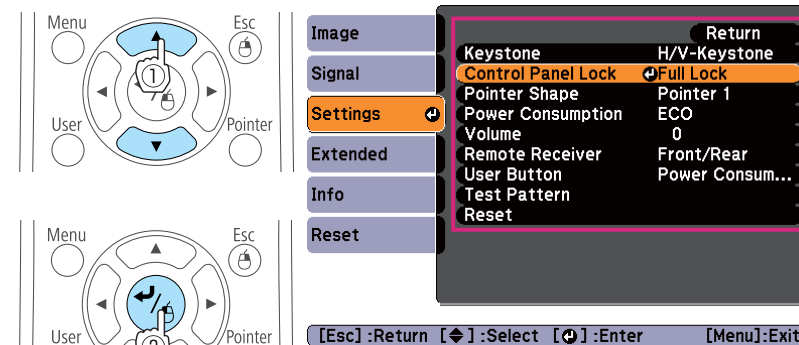 Menu
Esc
1
User
Pointer
Menu
Esc
User
Pointer
Image
Signal
Settings
Extended
Info
Reset
Return
Keystone H/V-Keystone
Control Panel Lock Full Lock
Pointer Shape Pointer 1
Power Consumption ECO
Volume 0
Remote Receiver Front/Rear
User Button Power Consum...
Test Pattern
Reset
[Esc] :Return [◆] :Select [⏎] :Enter [Menu]:Exit